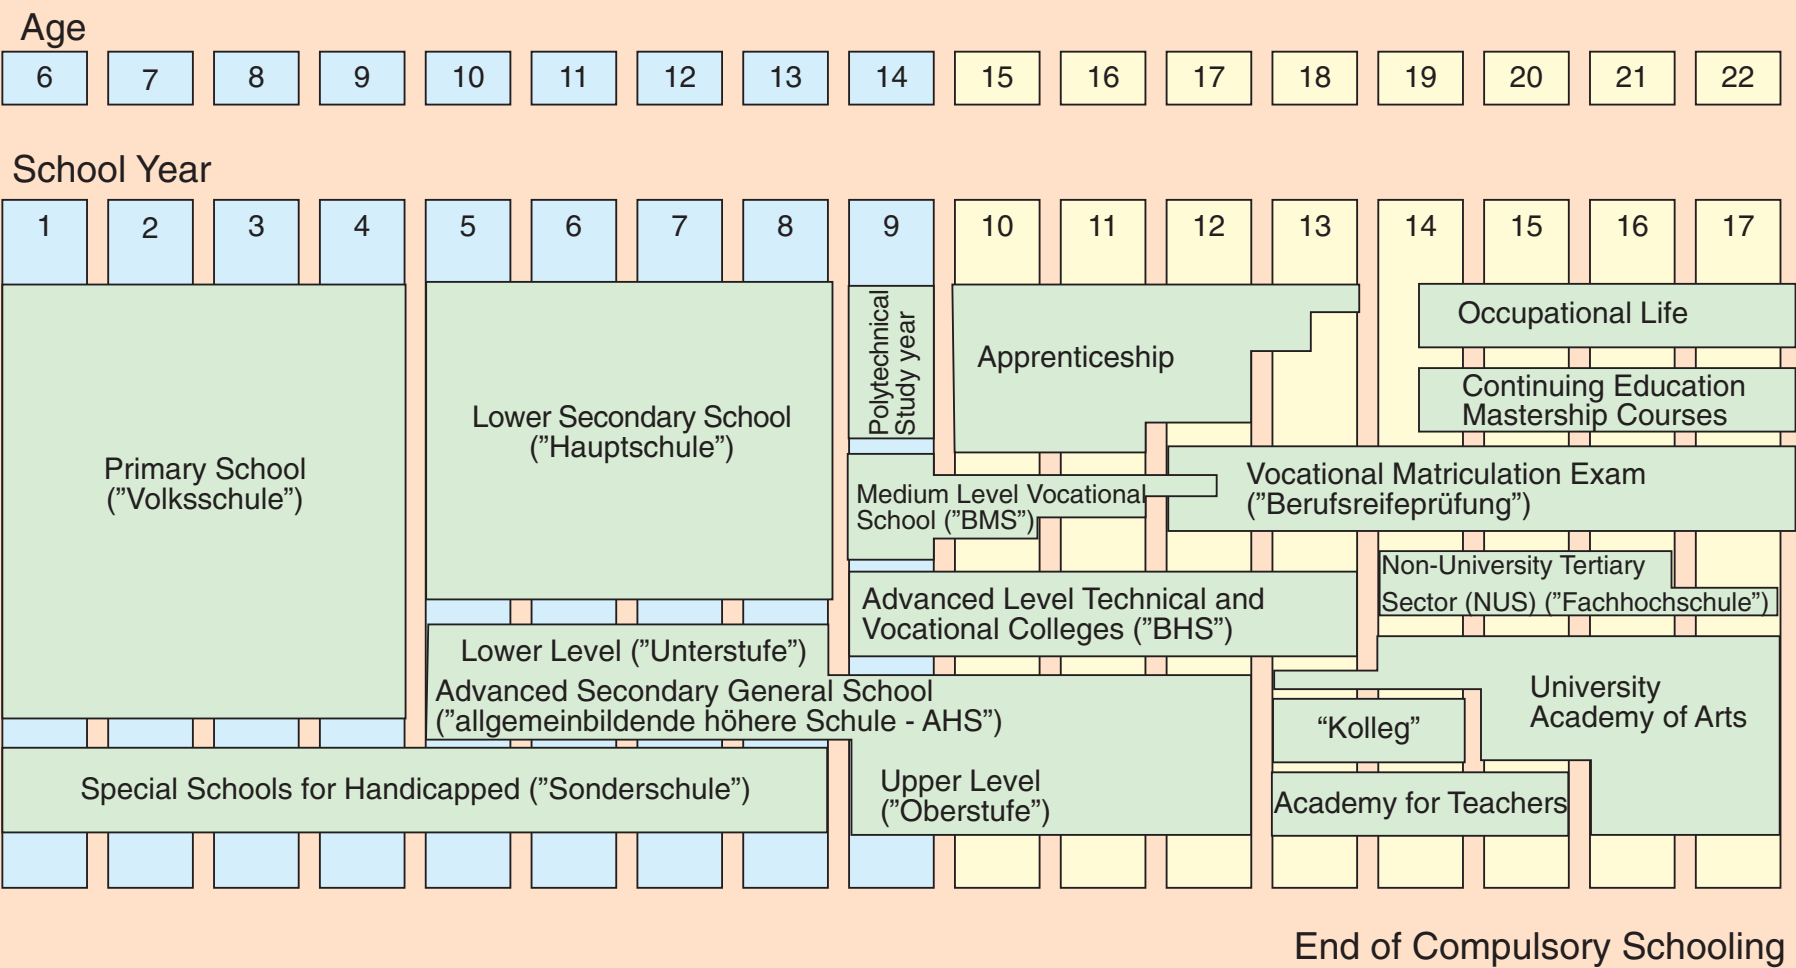 Age
6 7 8 9 10 11 12 13 14 15 16 17 18 19 20 21 22
School Year
1 2 3 4 5 6 7 8 9 10 11 12 13 14 15 16 17
Primary School
(”Volksschule”)
Lower Secondary School
(”Hauptschule”)
Polytechnical
Study year
Apprenticeship
Occupational Life
Continuing Education
Mastership Courses
Medium Level Vocational
School (”BMS”)
Vocational Matriculation Exam
(”Berufsreifeprüfung”)
Non-University Tertiary
Sector (NUS) (”Fachhochschule”)
Advanced Level Technical and
Vocational Colleges (”BHS”)
Lower Level (”Unterstufe”)
Advanced Secondary General School
(”allgemeinbildende höhere Schule - AHS”)
Upper Level
(”Oberstufe”)
University
Academy of Arts
“Kolleg”
Academy for Teachers
Special Schools for Handicapped (”Sonderschule”)
End of Compulsory Schooling